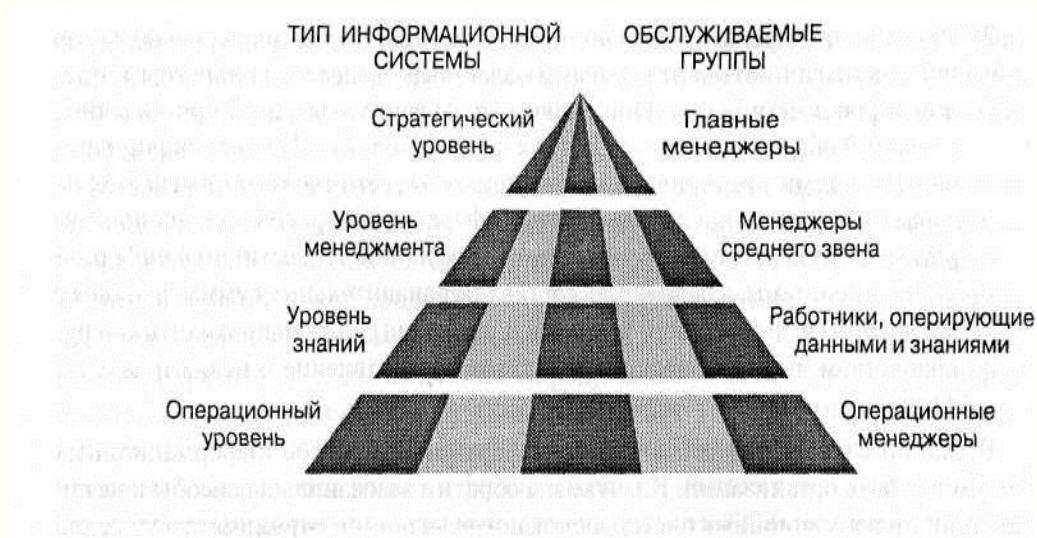 ТИП ИНФОРМАЦИОННОЙ
СИСТЕМЫ
ОБСЛУЖИВАЕМЫЕ
ГРУППЫ
Стратегический
уровень
Главные
менеджеры
Уровень
менеджмента
Менеджеры
среднего звена
Уровень
знаний
Работники, оперирующие
данными и знаниями
Операционный
уровень
Операционные
менеджеры